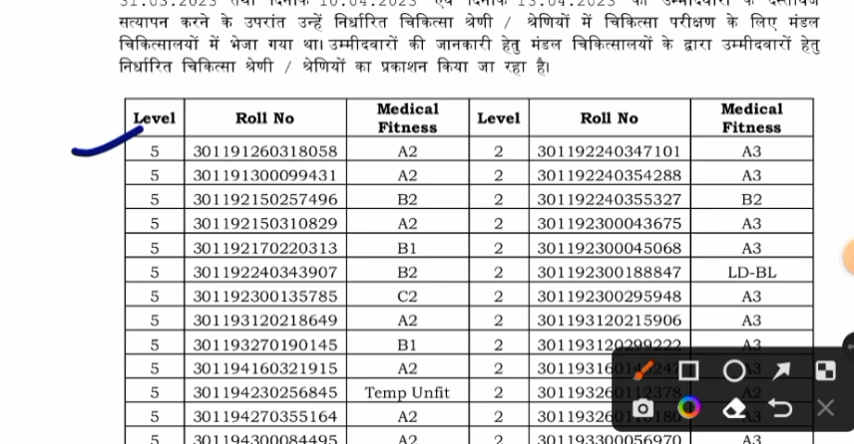 31.03.2023 तथा दिनांक 10.04.2023 एवं दिनांक 13.04.2023 को उम्मीदवारों के दस्तावेज
सत्यापन करने के उपरांत उन्हें निर्धारित चिकित्सा श्रेणी / श्रेणियों में चिकित्सा परीक्षण के लिए मंडल
चिकित्सालयों में भेजा गया था। उम्मीदवारों की जानकारी हेतु मंडल चिकित्सालयों के द्वारा उम्मीदवारों हेतु
निर्धारित चिकित्सा श्रेणी / श्रेणियों का प्रकाशन किया जा रहा है।
Level Roll No Medical Fitness Level Roll No Medical Fitness
5 301191260318058 A2 2 301192240347101 A3
5 301191300099431 A2 2 301192240354288 A3
5 301192150257496 B2 2 301192240355327 B2
5 301192150310829 A2 2 301192300043675 A3
5 301192170220313 B1 2 301192300045068 A3
5 301192240343907 B2 2 301192300188847 LD-BL
5 301192300135785 C2 2 301192300295948 A3
5 301193120218649 A2 2 301193120215906 A3
5 301193270190145 B1 2 301193120299222 A3
5 301194160321915 A2 2 A3
5 301194230256845 Temp Unfit 2 301193260112378 A2
5 301194270355164 A2 2 A3
5 301194300084495 A2 2 301193300056970 A3